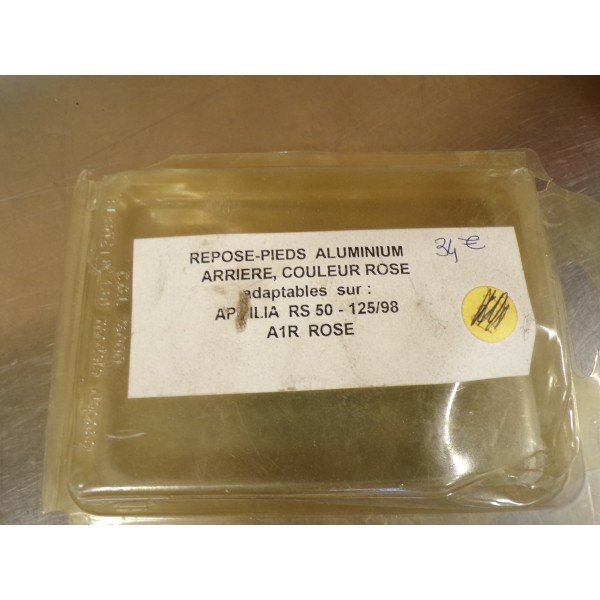 REPOSE-PIEDS ALUMINIUM
34€
ARRIERE, COULEUR ROSE
adaptables sur :
APRILIA RS 50 - 125/98
A1R ROSE